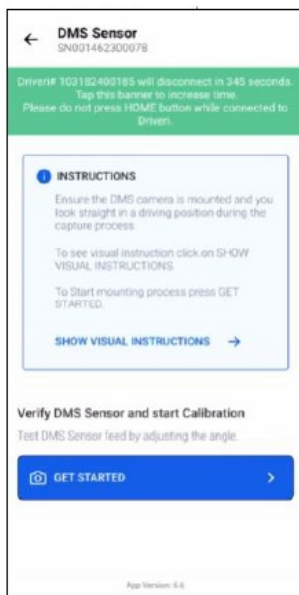 DMS Sensor
SN001462300078
Driveri# 103182400185 will disconnect in 345 seconds.
Tap this banner to increase time.
Please do not press HOME button while connected to
Driveri.
INSTRUCTIONS
Ensure the DMS camera is mounted and you
look straight in a driving position during the
capture process.
To see visual instruction click on SHOW
VISUAL INSTRUCTIONS.
To Start mounting process press GET
STARTED.
SHOW VISUAL INSTRUCTIONS
Verify DMS Sensor and start Calibration
Test DMS Sensor feed by adjusting the angle.
GET STARTED
App Version: 6.6